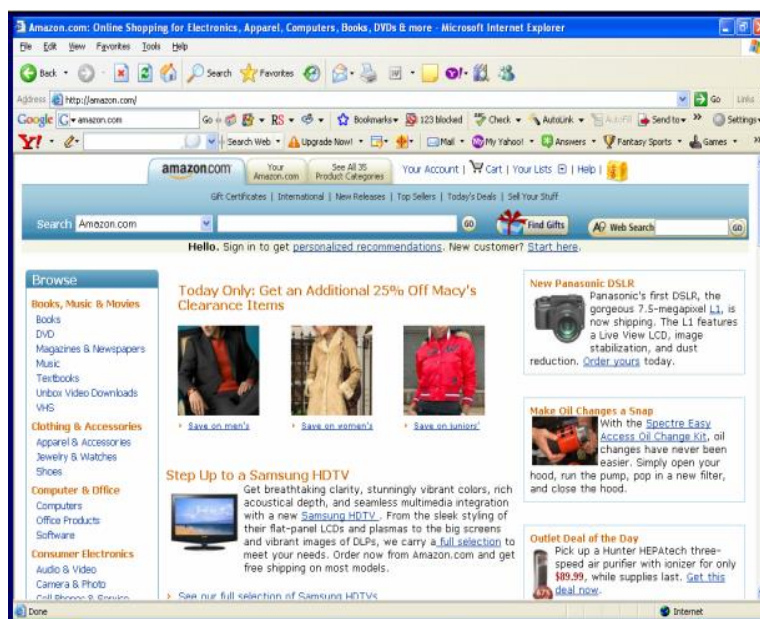 Amazon.com: Online Shopping for Electronics, Apparel, Computers, Books, DVDs & more - Microsoft Internet Explorer
File Edit View Favorites Tools Help
Back Search Favorites
Address http://amazon.com/ Go Links
Google amazon.com Go RS Bookmarks 123 blocked Check AutoLink AutoFill Send to Settings
Y! Search Web Upgrade Now! Mail My Yahoo! Answers Fantasy Sports Games
amazon.com Your Amazon.com See All 35 Product Categories Your Account | Cart | Your Lists | Help |
Gift Certificates | International | New Releases | Top Sellers | Today's Deals | Sell Your Stuff
Search Amazon.com GO Find Gifts A9 Web Search GO
Hello. Sign in to get personalized recommendations. New customer? Start here.
Browse
Books, Music & Movies
Books
DVD
Magazines & Newspapers
Music
Textbooks
Unbox Video Downloads
VHS
Clothing & Accessories
Apparel & Accessories
Jewelry & Watches
Shoes
Computer & Office
Computers
Office Products
Software
Consumer Electronics
Audio & Video
Camera & Photo
Cell Phones & Service
Today Only: Get an Additional 25% Off Macy's
Clearance Items
Save on men's Save on women's Save on juniors'
Step Up to a Samsung HDTV
Get breathtaking clarity, stunningly vibrant colors, rich
acoustical depth, and seamless multimedia integration
with a new Samsung HDTV . From the sleek styling of
their flat-panel LCDs and plasmas to the big screens
and vibrant images of DLPs, we carry a full selection to
meet your needs. Order now from Amazon.com and get
free shipping on most models.
See our full selection of Samsung HDTVs
New Panasonic DSLR
Panasonic's first DSLR, the
gorgeous 7.5-megapixel L1, is
now shipping. The L1 features
a Live View LCD, image
stabilization, and dust
reduction. Order yours today.
Make Oil Changes a Snap
With the Spectre Easy
Access Oil Change Kit, oil
changes have never been
easier. Simply open your
hood, run the pump, pop in a new filter,
and close the hood.
Outlet Deal of the Day
Pick up a Hunter HEPAtech three-
speed air purifier with ionizer for only
$89.99, while supplies last. Get this
deal now.
Done Internet